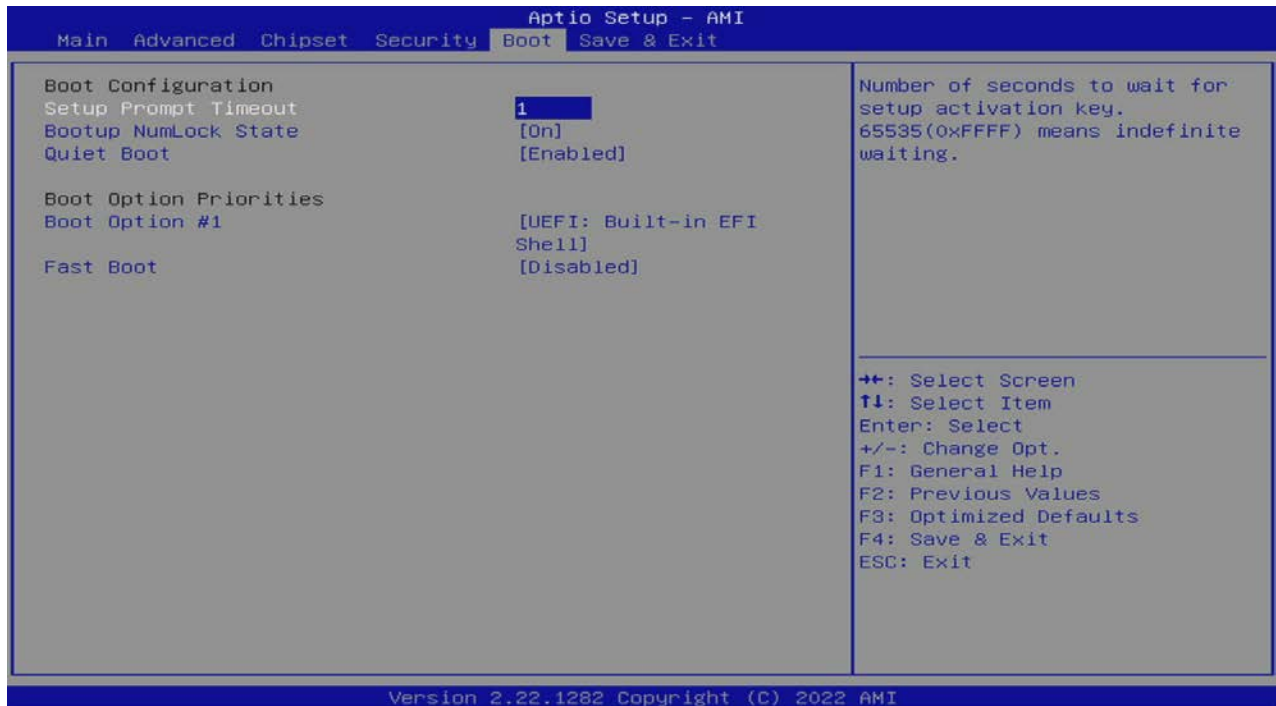 Aptio Setup – AMI
Main Advanced Chipset Security Boot Save & Exit
Boot Configuration
Setup Prompt Timeout 1
Bootup NumLock State [On]
Quiet Boot [Enabled]
Boot Option Priorities
Boot Option #1 [UEFI: Built-in EFI
Shell]
Fast Boot [Disabled]
Number of seconds to wait for
setup activation key.
65535(0xFFFF) means indefinite
waiting.
→←: Select Screen
↑↓: Select Item
Enter: Select
+/-: Change Opt.
F1: General Help
F2: Previous Values
F3: Optimized Defaults
F4: Save & Exit
ESC: Exit
Version 2.22.1282 Copyright (C) 2022 AMI